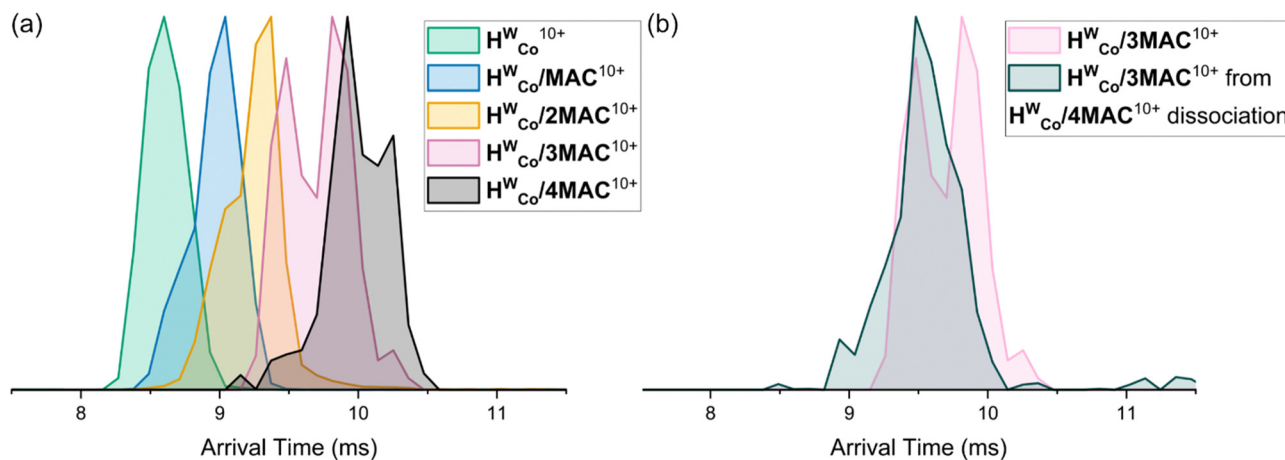 (a)
H^W_Co^10+
H^W_Co/MAC^10+
H^W_Co/2MAC^10+
H^W_Co/3MAC^10+
H^W_Co/4MAC^10+
8 9 10 11
Arrival Time (ms)
(b)
H^W_Co/3MAC^10+
H^W_Co/3MAC^10+ from
H^W_Co/4MAC^10+ dissociation
8 9 10 11
Arrival Time (ms)